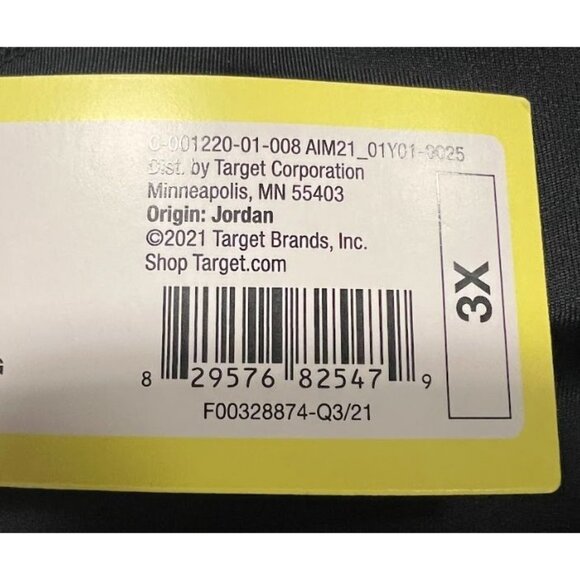 C-001220-01-008 AIM21_01Y01-0025
Dist. by Target Corporation
Minneapolis, MN 55403
Origin: Jordan
©2021 Target Brands, Inc.
Shop Target.com
3X
8 29576 82547 9
F00328874-Q3/21